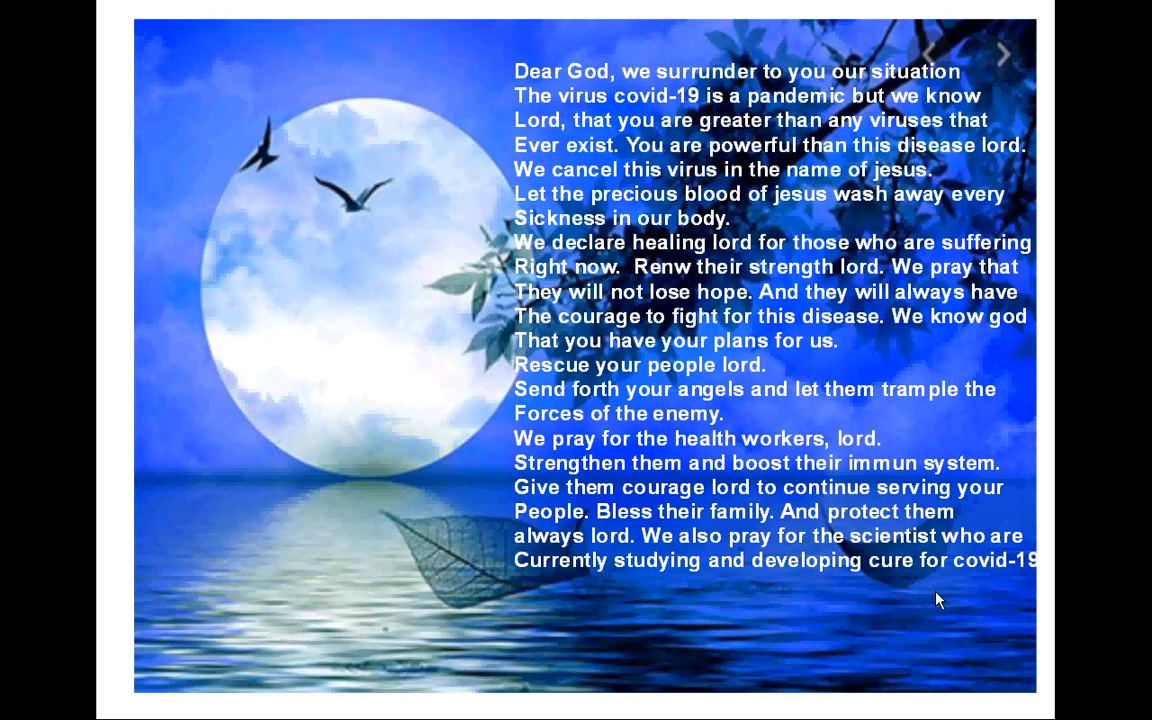 Dear God, we surrunder to you our situation
The virus covid-19 is a pandemic but we know
Lord, that you are greater than any viruses that
Ever exist. You are powerful than this disease lord.
We cancel this virus in the name of jesus.
Let the precious blood of jesus wash away every
Sickness in our body.
We declare healing lord for those who are suffering
Right now.  Renw their strength lord. We pray that
They will not lose hope. And they will always have
The courage to fight for this disease. We know god
That you have your plans for us.
Rescue your people lord.
Send forth your angels and let them trample the
Forces of the enemy.
We pray for the health workers, lord.
Strengthen them and boost their immun system.
Give them courage lord to continue serving your
People. Bless their family. And protect them
always lord. We also pray for the scientist who are
Currently studying and developing cure for covid-19